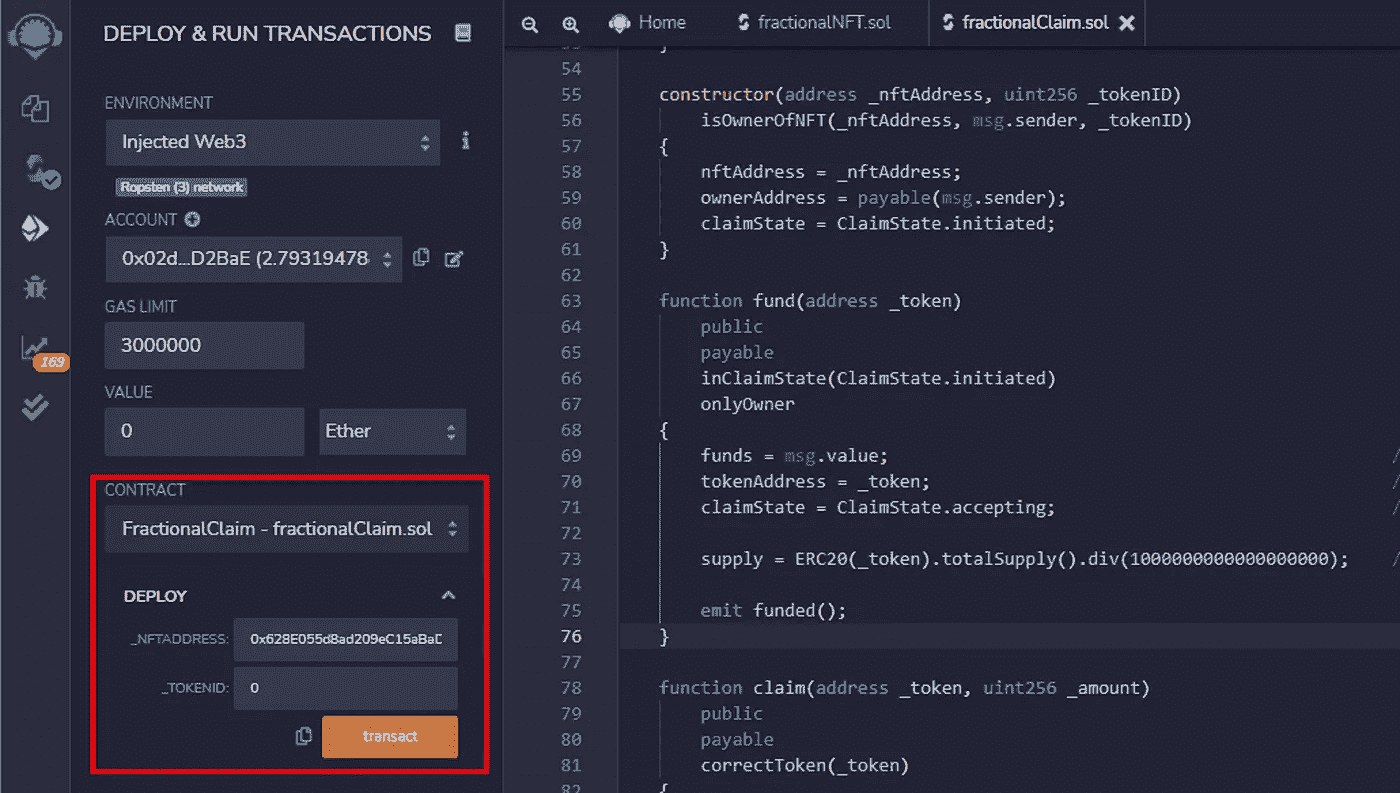 DEPLOY & RUN TRANSACTIONS
ENVIRONMENT
Injected Web3
Ropsten (3) network
ACCOUNT
0x02d...D2BaE (2.79319478
GAS LIMIT
3000000
169
VALUE
0
Ether
CONTRACT
FractionalClaim - fractionalClaim.sol
DEPLOY
_NFTADDRESS:
0x628E055d8ad209eC15aBaD
_TOKENID:
0
transact
Home
fractionalNFT.sol
fractionalClaim.sol
54
55 constructor(address _nftAddress, uint256 _tokenID)
56 isOwnerOfNFT(_nftAddress, msg.sender, _tokenID)
57 {
58 nftAddress = _nftAddress;
59 ownerAddress = payable(msg.sender);
60 claimState = ClaimState.initiated;
61 }
62
63 function fund(address _token)
64 public
65 payable
66 inClaimState(ClaimState.initiated)
67 onlyOwner
68 {
69 funds = msg.value; /
70 tokenAddress = _token; /
71 claimState = ClaimState.accepting; /
72
73 supply = ERC20(_token).totalSupply().div(1000000000000000000); /
74
75 emit funded();
76 }
77
78 function claim(address _token, uint256 _amount)
79 public
80 payable
81 correctToken(_token)